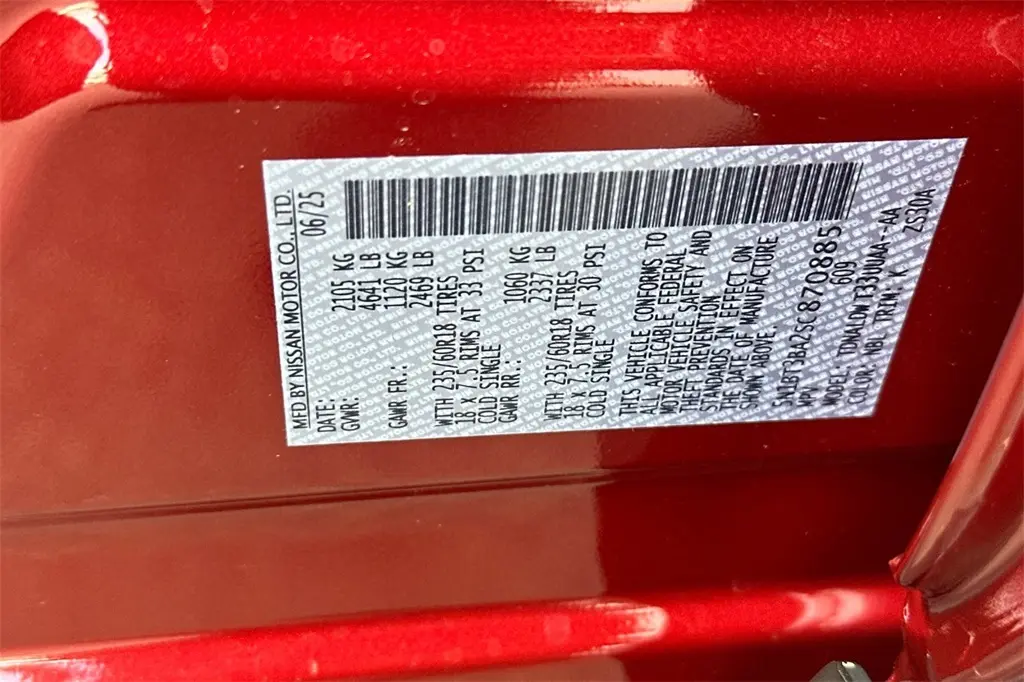 MFD BY NISSAN MOTOR CO., LTD.
DATE: 06/25
GVWR: 2105 KG
4641 LB
GAWR FR.: 1120 KG
2469 LB
WITH 235/60R18 TIRES
18 x 7.5 RIMS AT 33 PSI
COLD SINGLE
GAWR RR.: 1060 KG
2337 LB
WITH 235/60R18 TIRES
18 x 7.5 RIMS AT 30 PSI
COLD SINGLE
THIS VEHICLE CONFORMS TO
ALL APPLICABLE FEDERAL
MOTOR VEHICLE SAFETY AND
THEFT PREVENTION
STANDARDS IN EFFECT ON
THE DATE OF MANUFACTURE
SHOWN ABOVE.
5N1BT3BA2SC870885
MPV 609
COLOR: NBL TRIM: K ZS30A